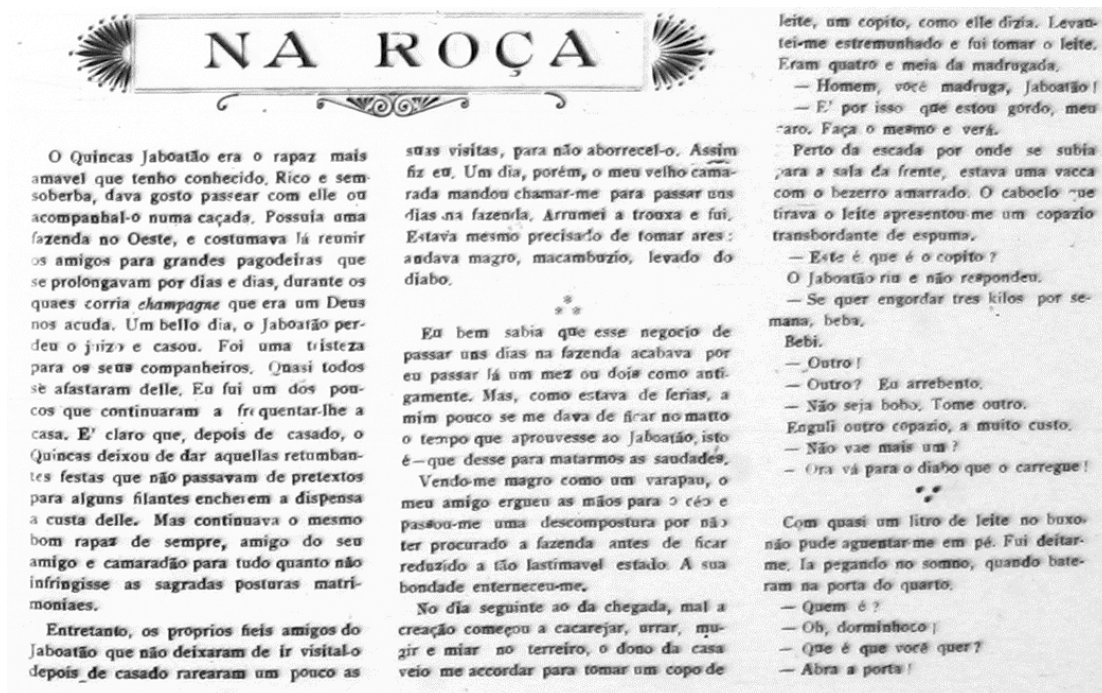 NA ROÇA
O Quincas Jaboatão era o rapaz mais
amavel que tenho conhecido. Rico e sem
soberba, dava gosto passear com elle ou
acompanhal-o numa caçada. Possuia uma
fazenda no Oeste, e costumava lá reunir
os amigos para grandes pagodeiras que
se prolongavam por dias e dias, durante os
quaes corria champagne que era um Deus
nos acuda. Um bello dia, o Jaboatão per-
deu o juizo e casou. Foi uma tristeza
para os seus companheiros. Quasi todos
se afastaram delle. Eu fui um dos pou-
cos que continuaram a frequentar-lhe a
casa. E' claro que, depois de casado, o
Quincas deixou de dar aquellas retumban-
tes festas que não passavam de pretextos
para alguns filantes encherem a dispensa
a custa delle. Mas continuava o mesmo
bom rapaz de sempre, amigo do seu
amigo e camaradão para tudo quanto não
infringisse as sagradas posturas matri-
moniaes.
Entretanto, os proprios fieis amigos do
Jaboatão que não deixaram de ir visital-o
depois de casado rarearam um pouco as
suas visitas, para não aborrecel-o. Assim
fiz eu. Um dia, porém, o meu velho cama-
rada mandou chamar-me para passar uns
dias na fazenda. Arrumei a trouxa e fui.
Estava mesmo precisado de tomar ares:
andava magro, macambuzio, levado do
diabo.
*
* *
Eu bem sabia que esse negocio de
passar uns dias na fazenda acabava por
eu passar lá um mez ou dois como anti-
gamente. Mas, como estava de ferias, a
mim pouco se me dava de ficar no matto
o tempo que aprouvesse ao Jaboatão, isto
é—que desse para matarmos as saudades.
Vendo-me magro como um varapau, o
meu amigo ergueu as mãos para o céo e
passou-me uma descompostura por não
ter procurado a fazenda antes de ficar
reduzido a tão lastimavel estado. A sua
bondade enterneceu-me.
No dia seguinte ao da chegada, mal a
creação começou a cacarejar, urrar, mu-
gir e miar no terreiro, o dono da casa
veio me accordar para tomar um copo de
leite, um copito, como elle dizia. Levan-
tei-me estremunhado e fui tomar o leite.
Eram quatro e meia da madrugada.
— Homem, você madruga, Jaboatão!
— E' por isso que estou gordo, meu
caro. Faça o mesmo e verá.
Perto da escada por onde se subia
para a sala da frente, estava uma vacca
com o bezerro amarrado. O caboclo que
tirava o leite apresentou-me um copazio
transbordante de espuma.
— Este é que é o copito?
O Jaboatão riu e não respondeu.
— Se quer engordar tres kilos por se-
mana, beba.
Bebi.
— Outro!
— Outro? Eu arrebento.
— Não seja bobo. Tome outro.
Enguli outro copazio, a muito custo.
— Não vae mais um?
— Ora vá para o diabo que o carregue!
* *
*
Com quasi um litro de leite no buxo
não pude aguentar-me em pé. Fui deitar-
me. Ia pegando no somno, quando bate-
ram na porta do quarto.
— Quem é?
— Oh, dorminhoco!
— Que é que você quer?
— Abra a porta!